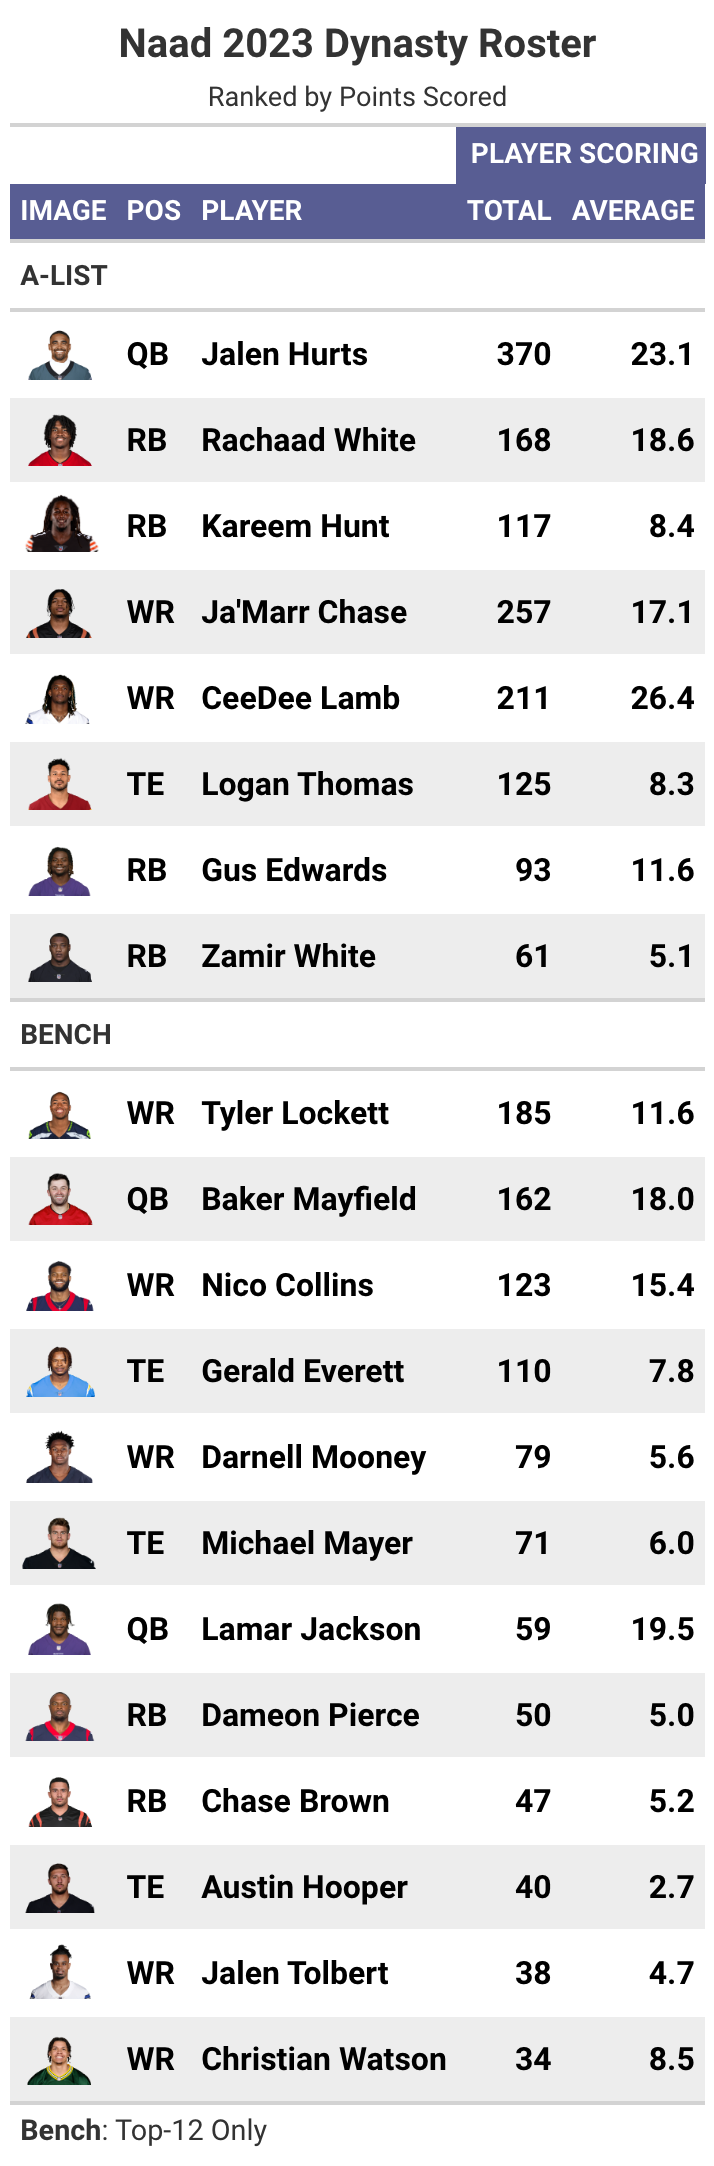 Naad 2023 Dynasty Roster
Ranked by Points Scored
PLAYER SCORING
IMAGE POS PLAYER TOTAL AVERAGE
A-LIST
QB Jalen Hurts 370 23.1
RB Rachaad White 168 18.6
RB Kareem Hunt 117 8.4
WR Ja'Marr Chase 257 17.1
WR CeeDee Lamb 211 26.4
TE Logan Thomas 125 8.3
RB Gus Edwards 93 11.6
RB Zamir White 61 5.1
BENCH
WR Tyler Lockett 185 11.6
QB Baker Mayfield 162 18.0
WR Nico Collins 123 15.4
TE Gerald Everett 110 7.8
WR Darnell Mooney 79 5.6
TE Michael Mayer 71 6.0
QB Lamar Jackson 59 19.5
RB Dameon Pierce 50 5.0
RB Chase Brown 47 5.2
TE Austin Hooper 40 2.7
WR Jalen Tolbert 38 4.7
WR Christian Watson 34 8.5
Bench: Top-12 Only